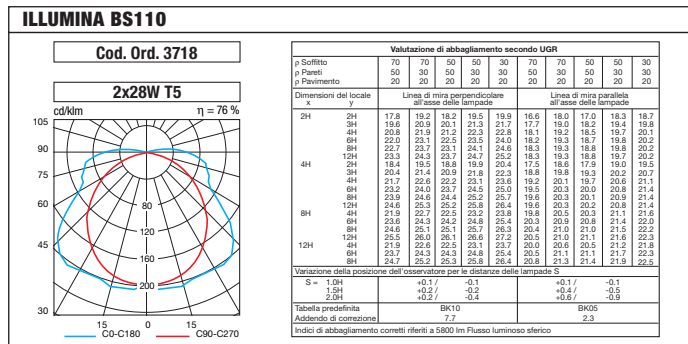 ILLUMINA BS110
Cod. Ord. 3718
2x28W T5
cd/klm η = 76 %
105
90
75
60
45
30
80
120
160
200
15 0 15 30
C0-C180 C90-C270
Valutazione di abbagliamento secondo UGR
ρ Soffitto 70 70 50 50 30 70 70 50 50 30
ρ Pareti 50 30 50 30 30 50 30 50 30 30
ρ Pavimento 20 20 20 20 20 20 20 20 20 20
Dimensioni del locale Linea di mira perpendicolare Linea di mira parallela
x y all'asse delle lampade all'asse delle lampade
2H 2H 17.8 19.2 18.2 19.5 19.9 16.6 18.0 17.0 18.3 18.7
3H 19.6 20.9 20.1 21.3 21.7 17.7 19.0 18.2 19.4 19.8
4H 20.8 21.9 21.2 22.3 22.8 18.1 19.2 18.5 19.7 20.1
6H 22.0 23.1 22.5 23.5 24.0 18.2 19.3 18.7 19.8 20.2
8H 22.7 23.7 23.1 24.1 24.6 18.3 19.3 18.8 19.8 20.2
12H 23.3 24.3 23.7 24.7 25.2 18.3 19.3 18.8 19.7 20.2
4H 2H 18.4 19.5 18.8 19.9 20.4 17.5 18.6 17.9 19.0 19.5
3H 20.4 21.4 20.9 21.8 22.3 18.8 19.8 19.3 20.2 20.7
4H 21.7 22.6 22.2 23.1 23.6 19.2 20.1 19.7 20.6 21.1
6H 23.2 24.0 23.7 24.5 25.0 19.5 20.3 20.0 20.8 21.4
8H 23.9 24.6 24.4 25.2 25.7 19.6 20.3 20.1 20.9 21.4
12H 24.6 25.3 25.2 25.8 26.4 19.6 20.3 20.2 20.8 21.4
8H 4H 21.9 22.7 22.5 23.2 23.8 19.8 20.5 20.3 21.1 21.6
6H 23.6 24.3 24.2 24.8 25.4 20.3 20.9 20.8 21.4 22.0
8H 24.6 25.1 25.1 25.7 26.3 20.4 21.0 21.0 21.5 22.2
12H 25.5 26.0 26.1 26.6 27.2 20.5 21.0 21.1 21.6 22.3
12H 4H 21.9 22.6 22.5 23.1 23.7 20.0 20.6 20.5 21.2 21.8
6H 23.7 24.3 24.3 24.8 25.4 20.5 21.1 21.1 21.7 22.3
8H 24.7 25.2 25.3 25.8 26.4 20.8 21.3 21.4 21.9 22.5
Variazione della posizione dell'osservatore per le distanze delle lampade S
S = 1.0H +0.1 / -0.1 +0.1 / -0.1
1.5H +0.2 / -0.2 +0.4 / -0.5
2.0H +0.2 / -0.4 +0.6 / -0.9
Tabella predefinita BK10 BK05
Addendo di correzione 7.7 2.3
Indici di abbagliamento corretti riferiti a 5800 lm Flusso luminoso sferico